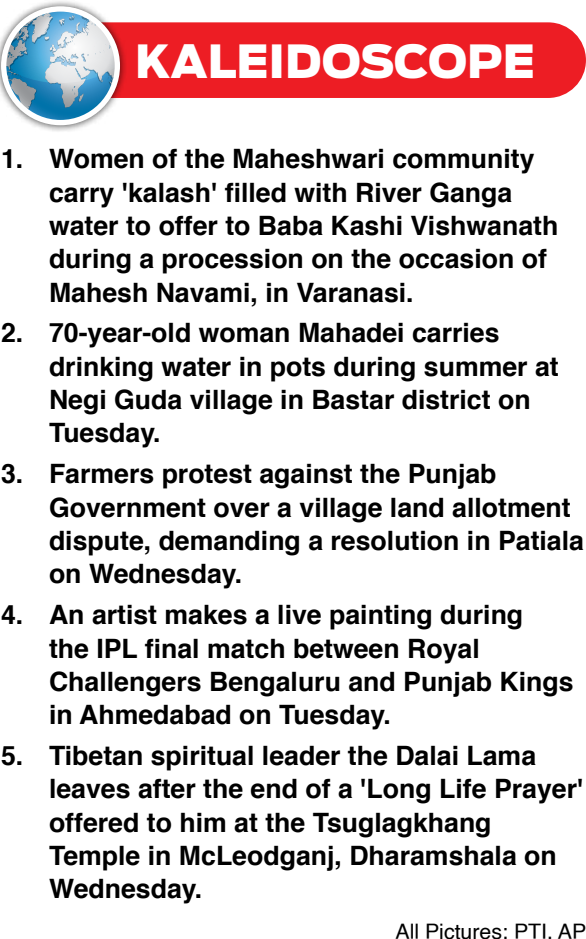 KALEIDOSCOPE
1. Women of the Maheshwari community
carry 'kalash' filled with River Ganga
water to offer to Baba Kashi Vishwanath
during a procession on the occasion of
Mahesh Navami, in Varanasi.
2. 70-year-old woman Mahadei carries
drinking water in pots during summer at
Negi Guda village in Bastar district on
Tuesday.
3. Farmers protest against the Punjab
Government over a village land allotment
dispute, demanding a resolution in Patiala
on Wednesday.
4. An artist makes a live painting during
the IPL final match between Royal
Challengers Bengaluru and Punjab Kings
in Ahmedabad on Tuesday.
5. Tibetan spiritual leader the Dalai Lama
leaves after the end of a 'Long Life Prayer'
offered to him at the Tsuglagkhang
Temple in McLeodganj, Dharamshala on
Wednesday.
All Pictures: PTI, AP